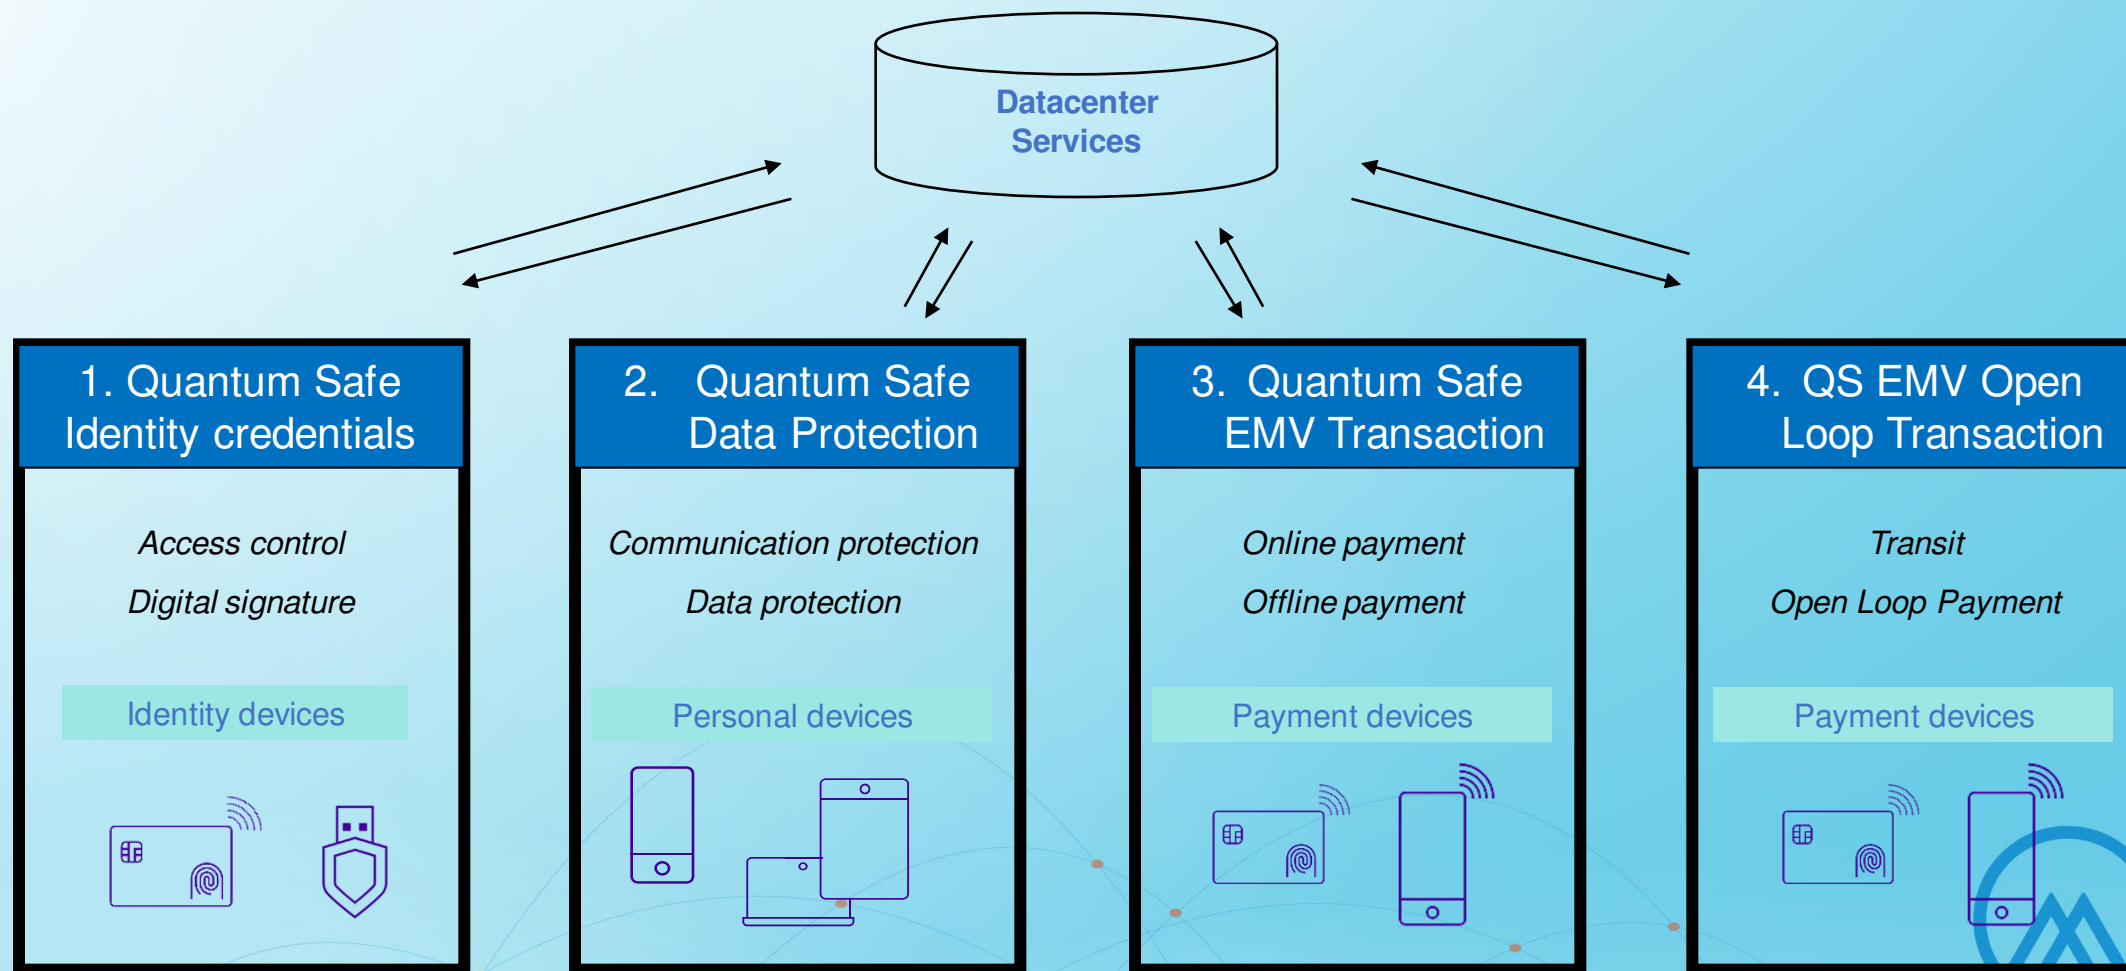 Datacenter
Services
1. Quantum Safe
Identity credentials
Access control
Digital signature
Identity devices
2. Quantum Safe
Data Protection
Communication protection
Data protection
Personal devices
3. Quantum Safe
EMV Transaction
Online payment
Offline payment
Payment devices
4. QS EMV Open
Loop Transaction
Transit
Open Loop Payment
Payment devices